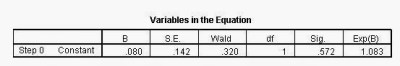 Variables in the Equation
B S.E. Wald df Sig. Exp(B)
Step 0 Constant .080 .142 .320 1 .572 1.083